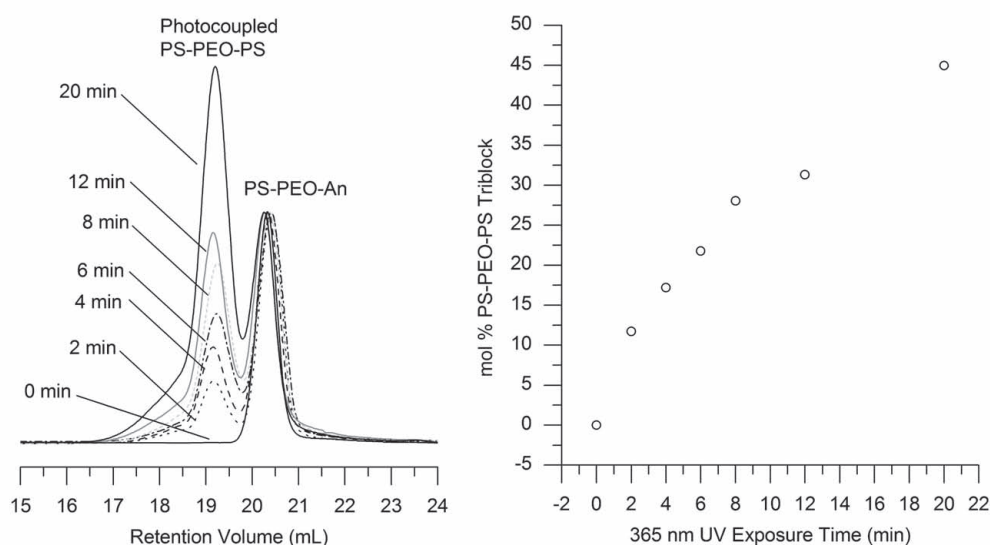 Photocoupled
PS-PEO-PS
20 min
12 min
PS-PEO-An
8 min
6 min
4 min
2 min
0 min
15 16 17 18 19 20 21 22 23 24
Retention Volume (mL)
mol % PS-PEO-PS Triblock
50
45
40
35
30
25
20
15
10
5
0
-5
-2 0 2 4 6 8 10 12 14 16 18 20 22
365 nm UV Exposure Time (min)